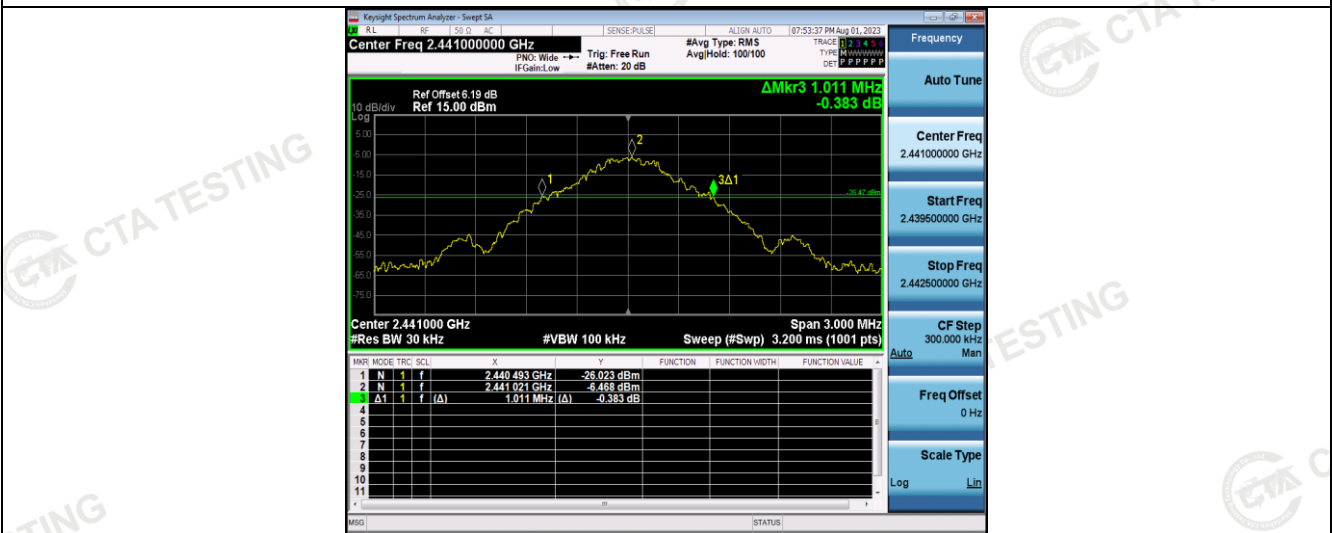 Keysight Spectrum Analyzer - Swept SA
RL RF 50 Ω AC SENSE:PULSE ALIGN AUTO 07:53:37 PM Aug 01, 2023
Center Freq 2.441000000 GHz
PNO: Wide
IFGain:Low
Trig: Free Run
#Atten: 20 dB
#Avg Type: RMS
Avg|Hold: 100/100
TRACE 1 2 3 4 5 6
TYPE M W W W W W
DET P P P P P P
Frequency
Auto Tune
Center Freq
2.441000000 GHz
Start Freq
2.439500000 GHz
Stop Freq
2.442500000 GHz
CF Step
300.000 kHz
Auto Man
Freq Offset
0 Hz
Scale Type
Log Lin
ΔMkr3 1.011 MHz
-0.383 dB
Ref Offset 6.19 dB
10 dB/div Ref 15.00 dBm
Log
5.00
-5.00
-15.0
-25.0
-35.0
-45.0
-55.0
-65.0
-75.0
1
2
3Δ1
-26.47 dBm
Center 2.441000 GHz Span 3.000 MHz
#Res BW 30 kHz #VBW 100 kHz Sweep (#Swp) 3.200 ms (1001 pts)
MKR MODE TRC SCL X Y FUNCTION FUNCTION WIDTH FUNCTION VALUE
1 N 1 f 2.440 493 GHz -26.023 dBm
2 N 1 f 2.441 021 GHz -6.468 dBm
3 Δ1 1 f (Δ) 1.011 MHz (Δ) -0.383 dB
4
5
6
7
8
9
10
11
MSG STATUS
CTA TESTING
CTA
ESTING
TING
CTA C